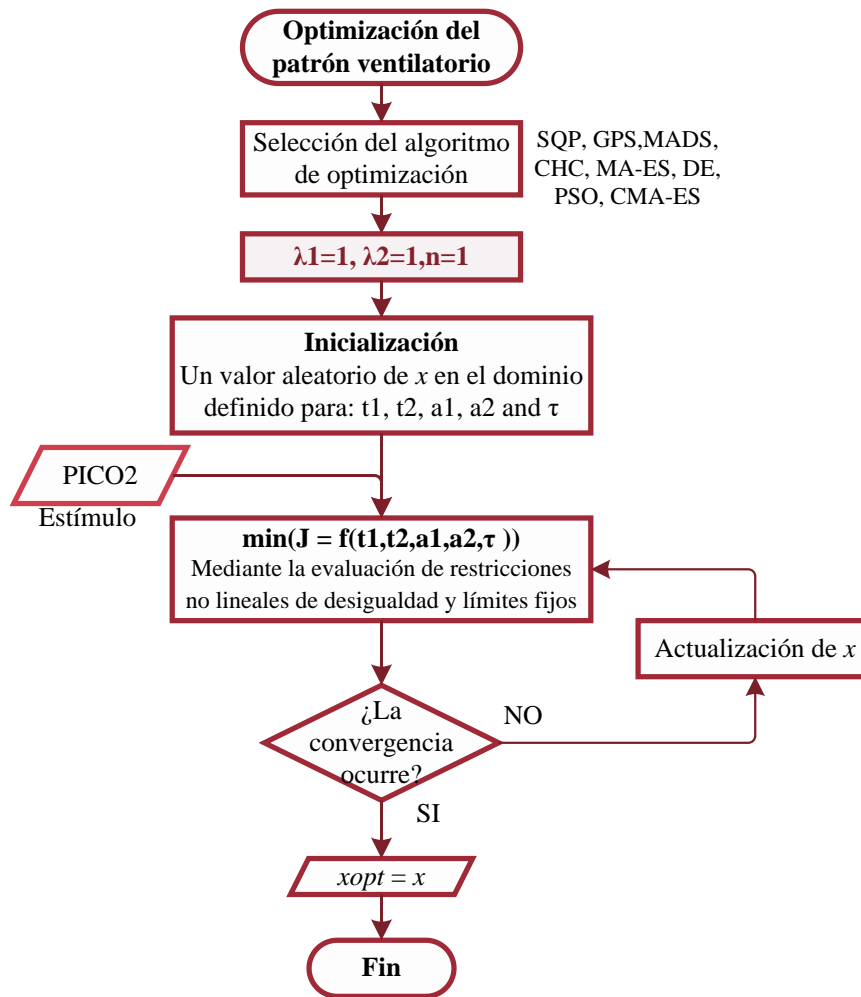 Optimización del
patrón ventilatorio
Selección del algoritmo
de optimización
SQP, GPS,MADS,
CHC, MA-ES, DE,
PSO, CMA-ES
λ1=1, λ2=1,n=1
Inicialización
Un valor aleatorio de x en el dominio
definido para: t1, t2, a1, a2 and τ
PICO2
Estímulo
min(J = f(t1,t2,a1,a2,τ ))
Mediante la evaluación de restricciones
no lineales de desigualdad y límites fijos
Actualización de x
¿La
convergencia
ocurre?
NO
SI
xopt = x
Fin